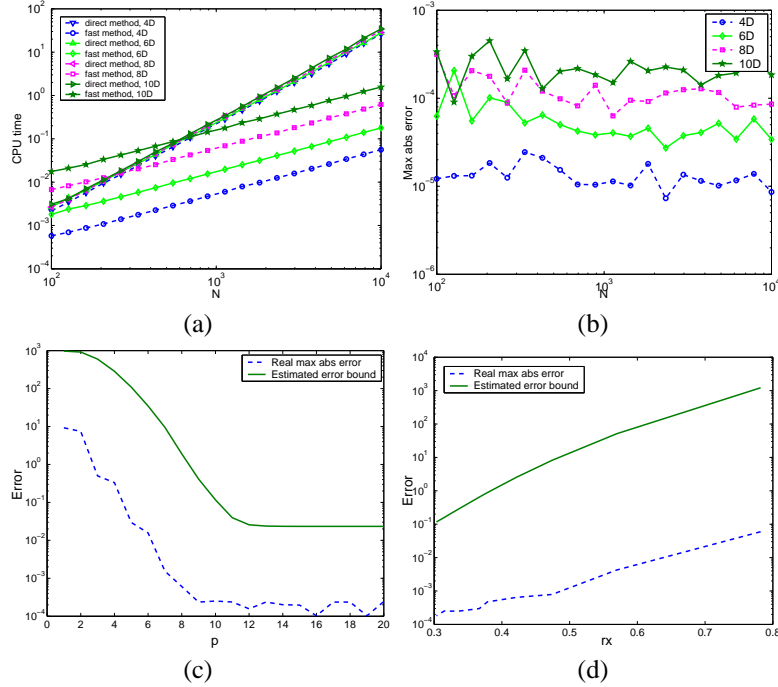 direct method, 4D
fast method, 4D
direct method, 6D
fast method, 6D
direct method, 8D
fast method, 8D
direct method, 10D
fast method, 10D
CPU time
10^2
10^1
10^0
10^-1
10^-2
10^-3
10^-4
10^2
10^3
10^4
N
(a)
4D
6D
8D
10D
Max abs error
10^-3
10^-4
10^-5
10^-6
10^2
10^3
10^4
N
(b)
Real max abs error
Estimated error bound
Error
10^3
10^2
10^1
10^0
10^-1
10^-2
10^-3
10^-4
0 2 4 6 8 10 12 14 16 18 20
p
(c)
Real max abs error
Estimated error bound
Error
10^4
10^3
10^2
10^1
10^0
10^-1
10^-2
10^-3
10^-4
0.3 0.4 0.5 0.6 0.7 0.8
rx
(d)